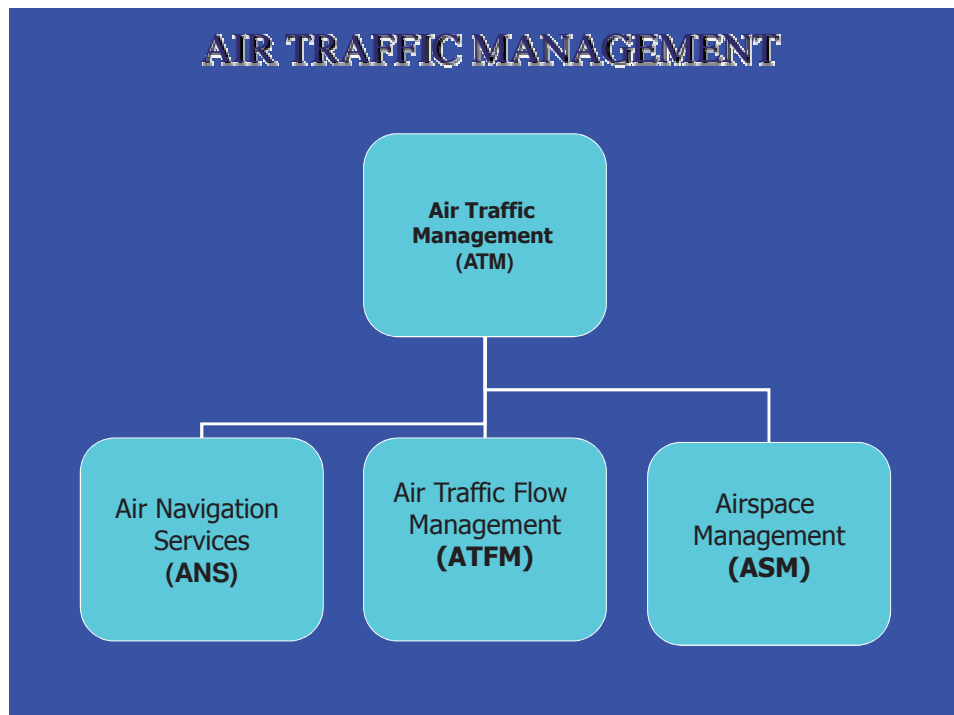 AIR TRAFFIC MANAGEMENT
Air Traffic
Management
(ATM)
Air Navigation
Services
(ANS)
Air Traffic Flow
Management
(ATFM)
Airspace
Management
(ASM)